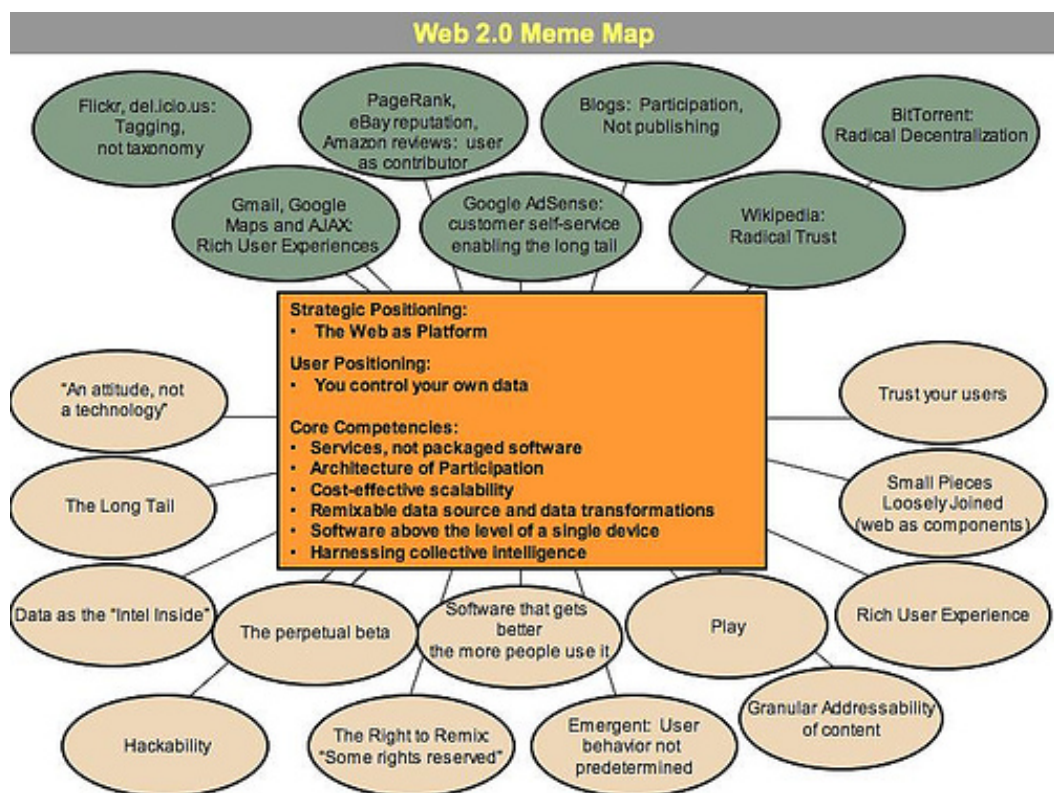 Web 2.0 Meme Map
Flickr, del.icio.us:
Tagging,
not taxonomy
PageRank,
eBay reputation,
Amazon reviews: user
as contributor
Blogs: Participation,
Not publishing
BitTorrent:
Radical Decentralization
Gmail, Google
Maps and AJAX:
Rich User Experiences
Google AdSense:
customer self-service
enabling the long tail
Wikipedia:
Radical Trust
Strategic Positioning:
• The Web as Platform
User Positioning:
• You control your own data
Core Competencies:
• Services, not packaged software
• Architecture of Participation
• Cost-effective scalability
• Remixable data source and data transformations
• Software above the level of a single device
• Harnessing collective intelligence
"An attitude, not
a technology"
Trust your users
The Long Tail
Small Pieces
Loosely Joined
(web as components)
Data as the "Intel Inside"
The perpetual beta
Software that gets
better
the more people use it
Play
Rich User Experience
Hackability
The Right to Remix:
"Some rights reserved"
Emergent: User
behavior not
predetermined
Granular Addressability
of content